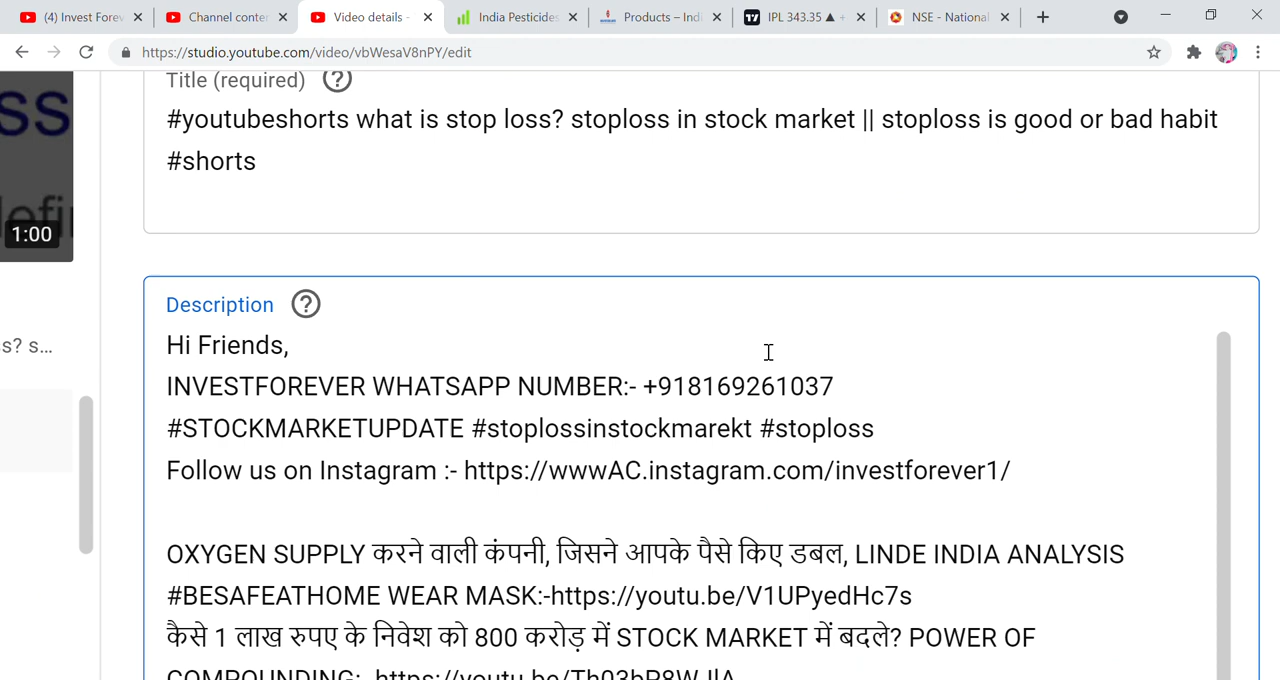 (4) Invest Forev
Channel conter
Video details -
India Pesticides
Products – Indi
IPL 343.35 ▲ +
NSE - National
https://studio.youtube.com/video/vbWesaV8nPY/edit
Title (required)
#youtubeshorts what is stop loss? stoploss in stock market || stoploss is good or bad habit
#shorts
ss
efi
1:00
s? s...
Description
Hi Friends,
INVESTFOREVER WHATSAPP NUMBER:- +918169261037
#STOCKMARKETUPDATE #stoplossinstockmarekt #stoploss
Follow us on Instagram :- https://wwwAC.instagram.com/investforever1/
OXYGEN SUPPLY करने वाली कंपनी, जिसने आपके पैसे किए डबल, LINDE INDIA ANALYSIS
#BESAFEATHOME WEAR MASK:-https://youtu.be/V1UPyedHc7s
कैसे 1 लाख रुपए के निवेश को 800 करोड़ में STOCK MARKET में बदले? POWER OF
COMPOUNDING:-